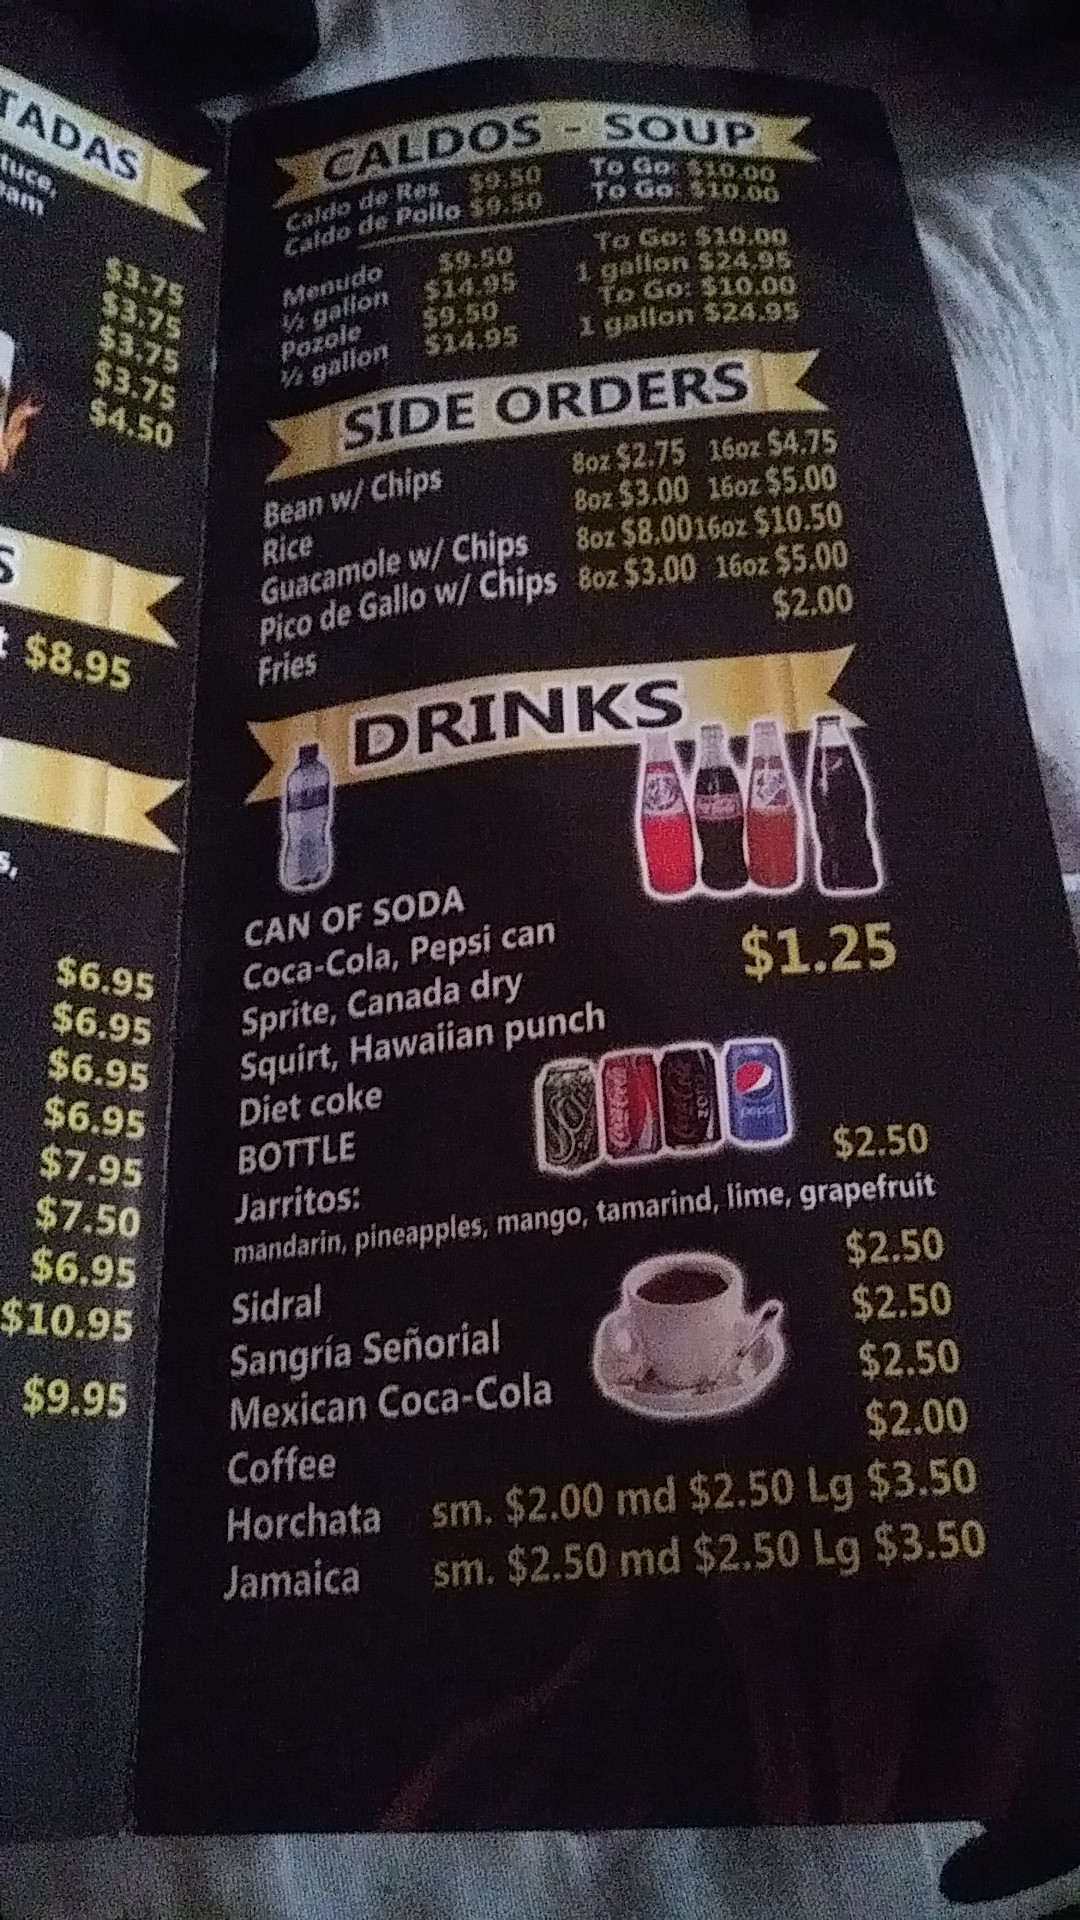 TADAS
tuce,
am
$3.75
$3.75
$3.75
$3.75
$4.50
S
t $8.95
s,
$6.95
$6.95
$6.95
$6.95
$7.95
$7.50
$6.95
$10.95
$9.95
CALDOS - SOUP
Caldo de Res $9.50 To Go: $10.00
Caldo de Pollo $9.50 To Go: $10.00
Menudo $9.50 To Go: $10.00
½ gallon $14.95 1 gallon $24.95
Pozole $9.50 To Go: $10.00
½ gallon $14.95 1 gallon $24.95
SIDE ORDERS
Bean w/ Chips 8oz $2.75 16oz $4.75
Rice 8oz $3.00 16oz $5.00
Guacamole w/ Chips 8oz $8.00 16oz $10.50
Pico de Gallo w/ Chips 8oz $3.00 16oz $5.00
Fries $2.00
DRINKS
CAN OF SODA
Coca-Cola, Pepsi can $1.25
Sprite, Canada dry
Squirt, Hawaiian punch
Diet coke
Coca-Cola
Coca-Cola zero
pepsi
BOTTLE
Jarritos: $2.50
mandarin, pineapples, mango, tamarind, lime, grapefruit
Sidral $2.50
Sangría Señorial $2.50
Mexican Coca-Cola $2.50
Coffee $2.00
Horchata sm. $2.00 md $2.50 Lg $3.50
Jamaica sm. $2.50 md $2.50 Lg $3.50